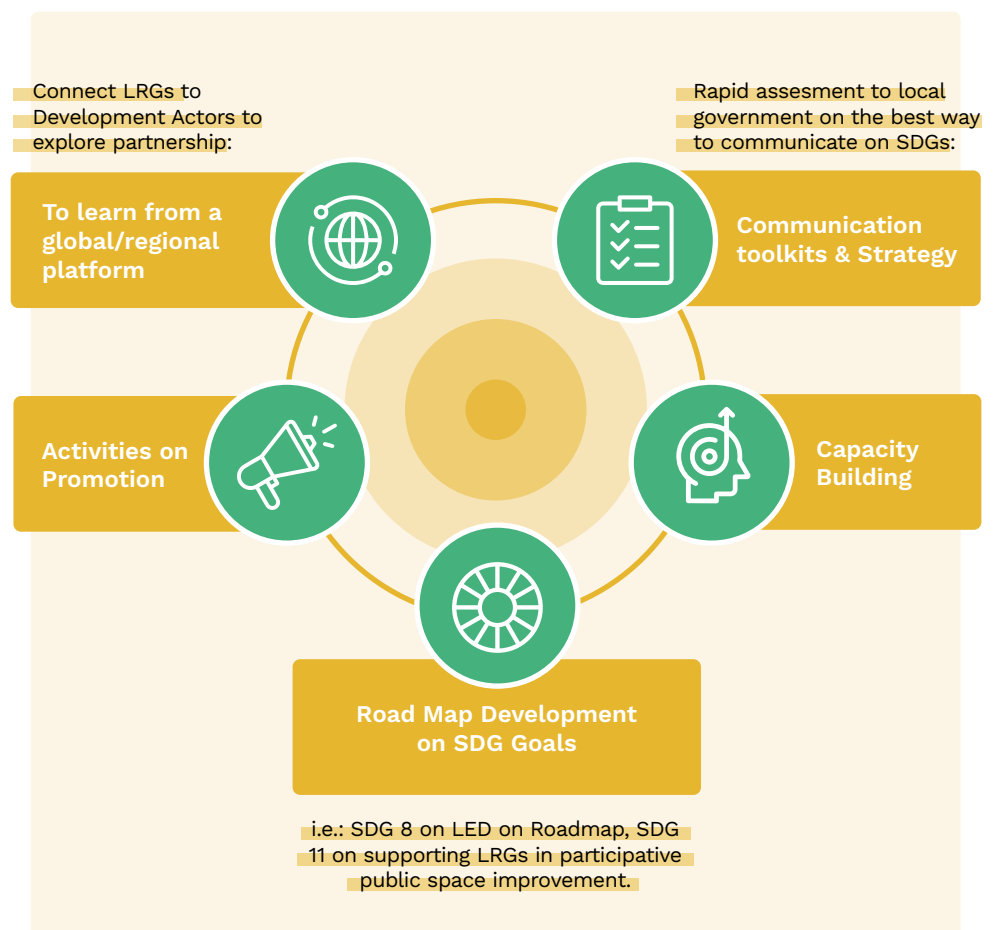 Connect LRGs to
Development Actors to
explore partnership:
To learn from a
global/regional
platform
Rapid assesment to local
government on the best way
to communicate on SDGs:
Communication
toolkits & Strategy
Activities on
Promotion
Capacity
Building
Road Map Development
on SDG Goals
i.e.: SDG 8 on LED on Roadmap, SDG
11 on supporting LRGs in participative
public space improvement.